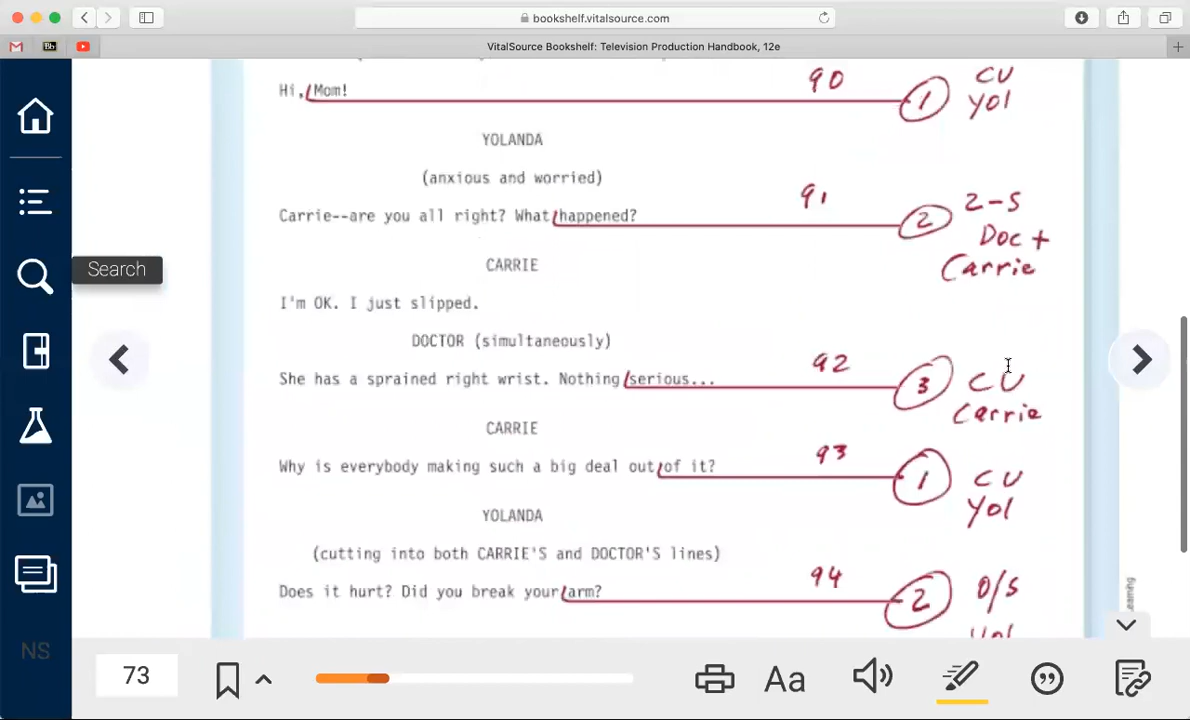 bookshelf.vitalsource.com
Bb
VitalSource Bookshelf: Television Production Handbook, 12e
Hi, Mom! 90 1 CU
Yol
YOLANDA
(anxious and worried)
Carrie--are you all right? What happened? 91 2 2-S
Doc +
Carrie
Search
CARRIE
I'm OK. I just slipped.
DOCTOR (simultaneously)
She has a sprained right wrist. Nothing serious... 92 3 CU
Carrie
CARRIE
Why is everybody making such a big deal out of it? 93 1 CU
Yol
YOLANDA
(cutting into both CARRIE'S and DOCTOR'S lines)
Does it hurt? Did you break your arm? 94 2 O/S
NS
73
Aa